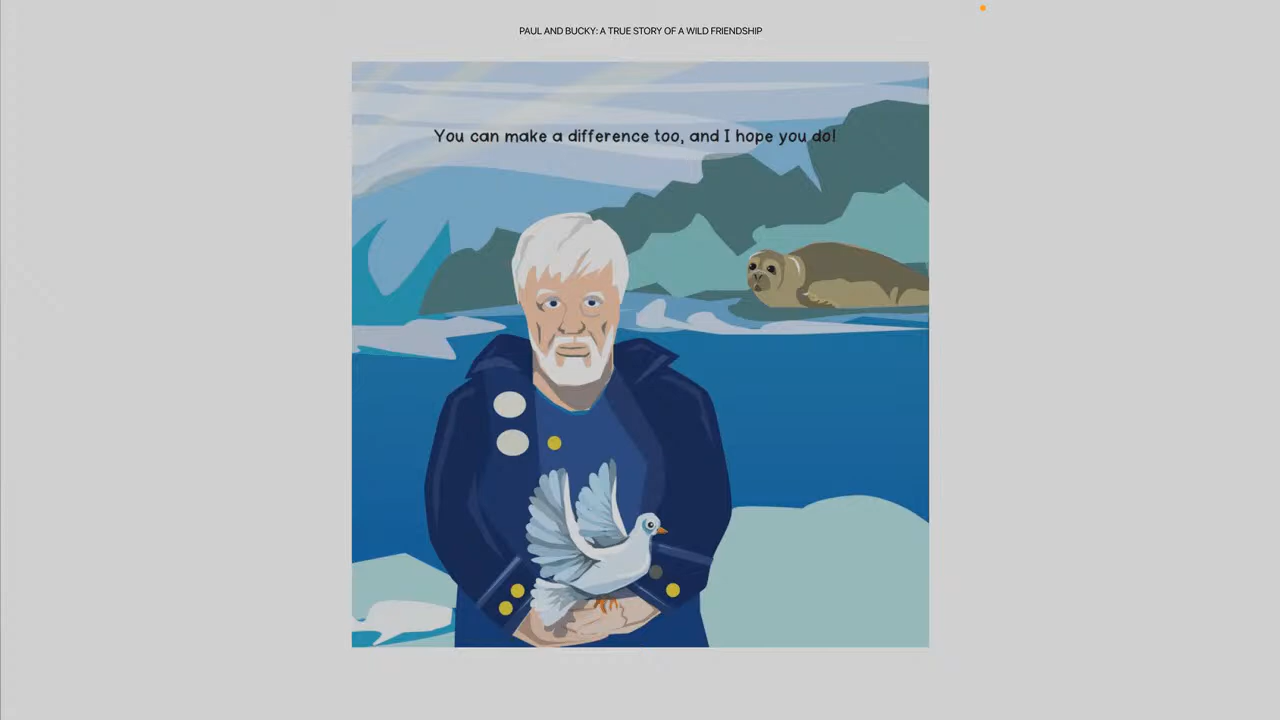 PAUL AND BUCKY: A TRUE STORY OF A WILD FRIENDSHIP
You can make a difference too, and I hope you do!